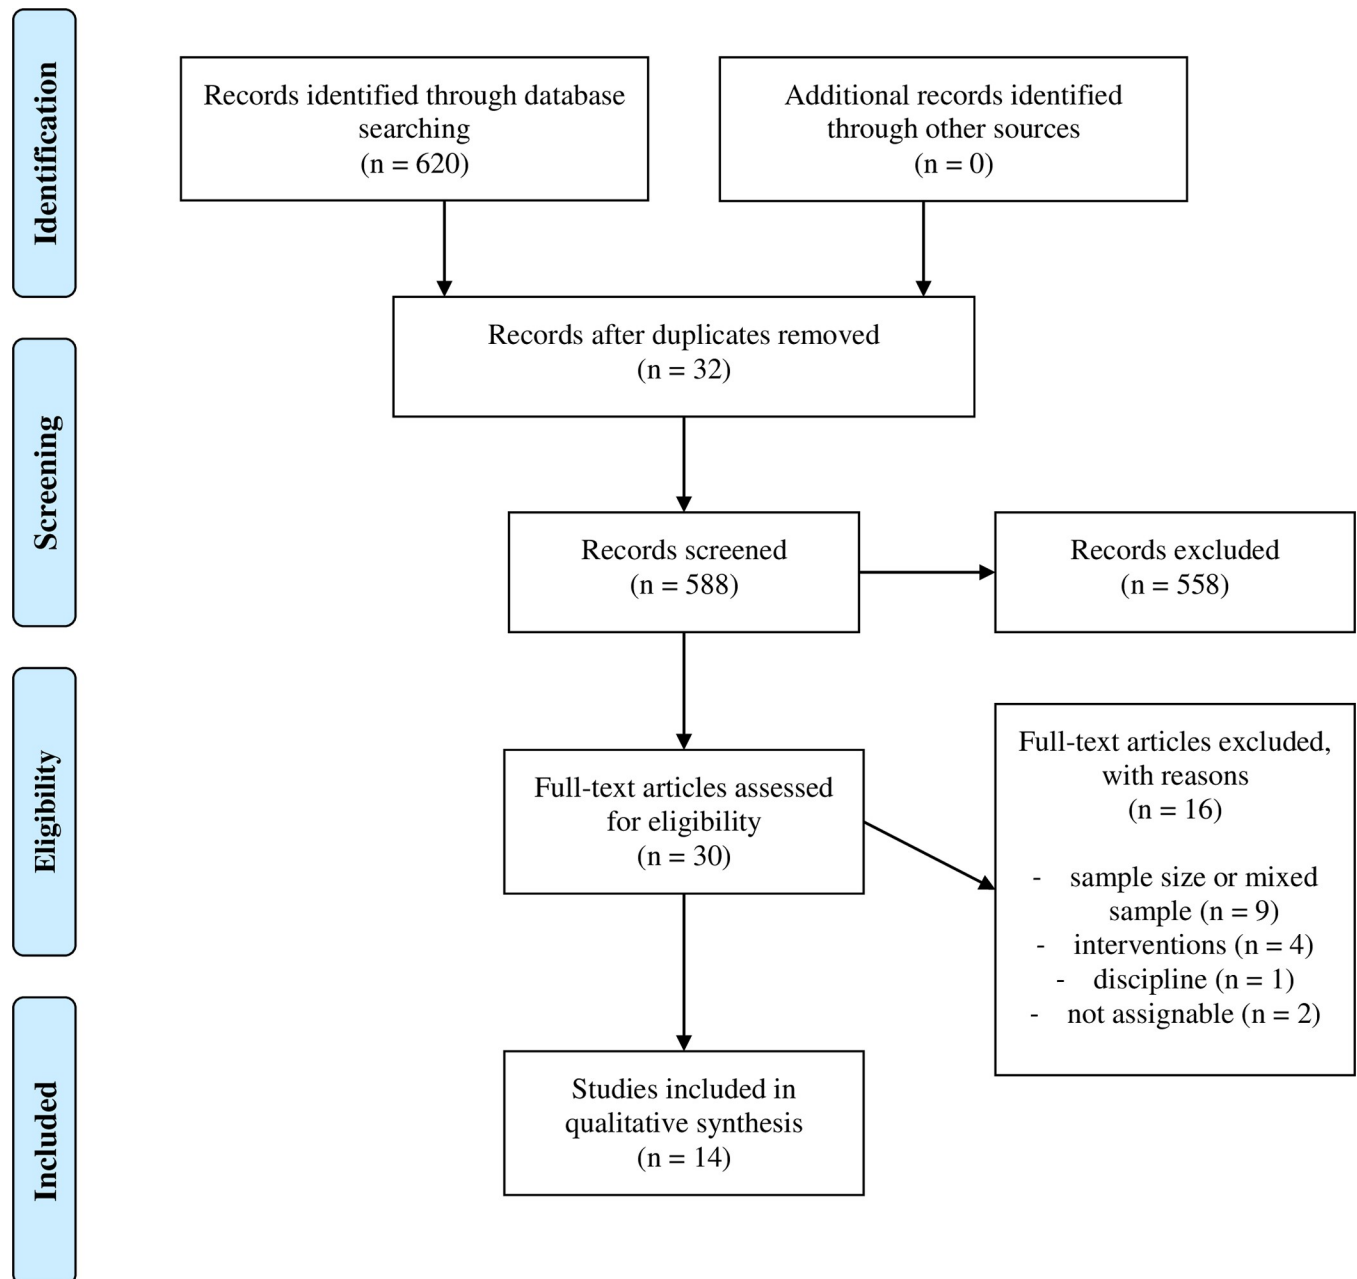 Identification
Records identified through database
searching
(n = 620)
Additional records identified
through other sources
(n = 0)
Records after duplicates removed
(n = 32)
Screening
Records screened
(n = 588)
Records excluded
(n = 558)
Eligibility
Full-text articles assessed
for eligibility
(n = 30)
Full-text articles excluded,
with reasons
(n = 16)
- sample size or mixed
sample (n = 9)
- interventions (n = 4)
- discipline (n = 1)
- not assignable (n = 2)
Included
Studies included in
qualitative synthesis
(n = 14)